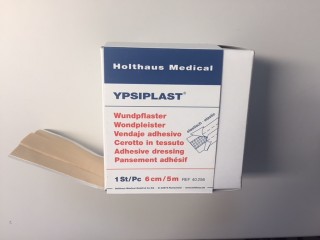 Holthaus Medical
YPSIPLAST®
Wundpflaster
Wondpleister
Vendaje adhesivo
Cerotto in tessuto
Adhesive dressing
Pansement adhésif
1 St/Pc 6 cm / 5 m REF